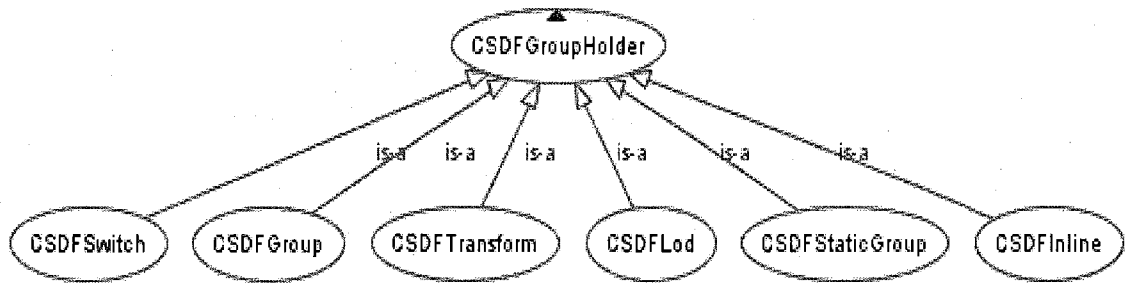 CSDFGroupHolder
is-a is-a is-a is-a is-a is-a
CSDFSwitch CSDFGroup CSDFTransform CSDFLod CSDFStaticGroup CSDFInline